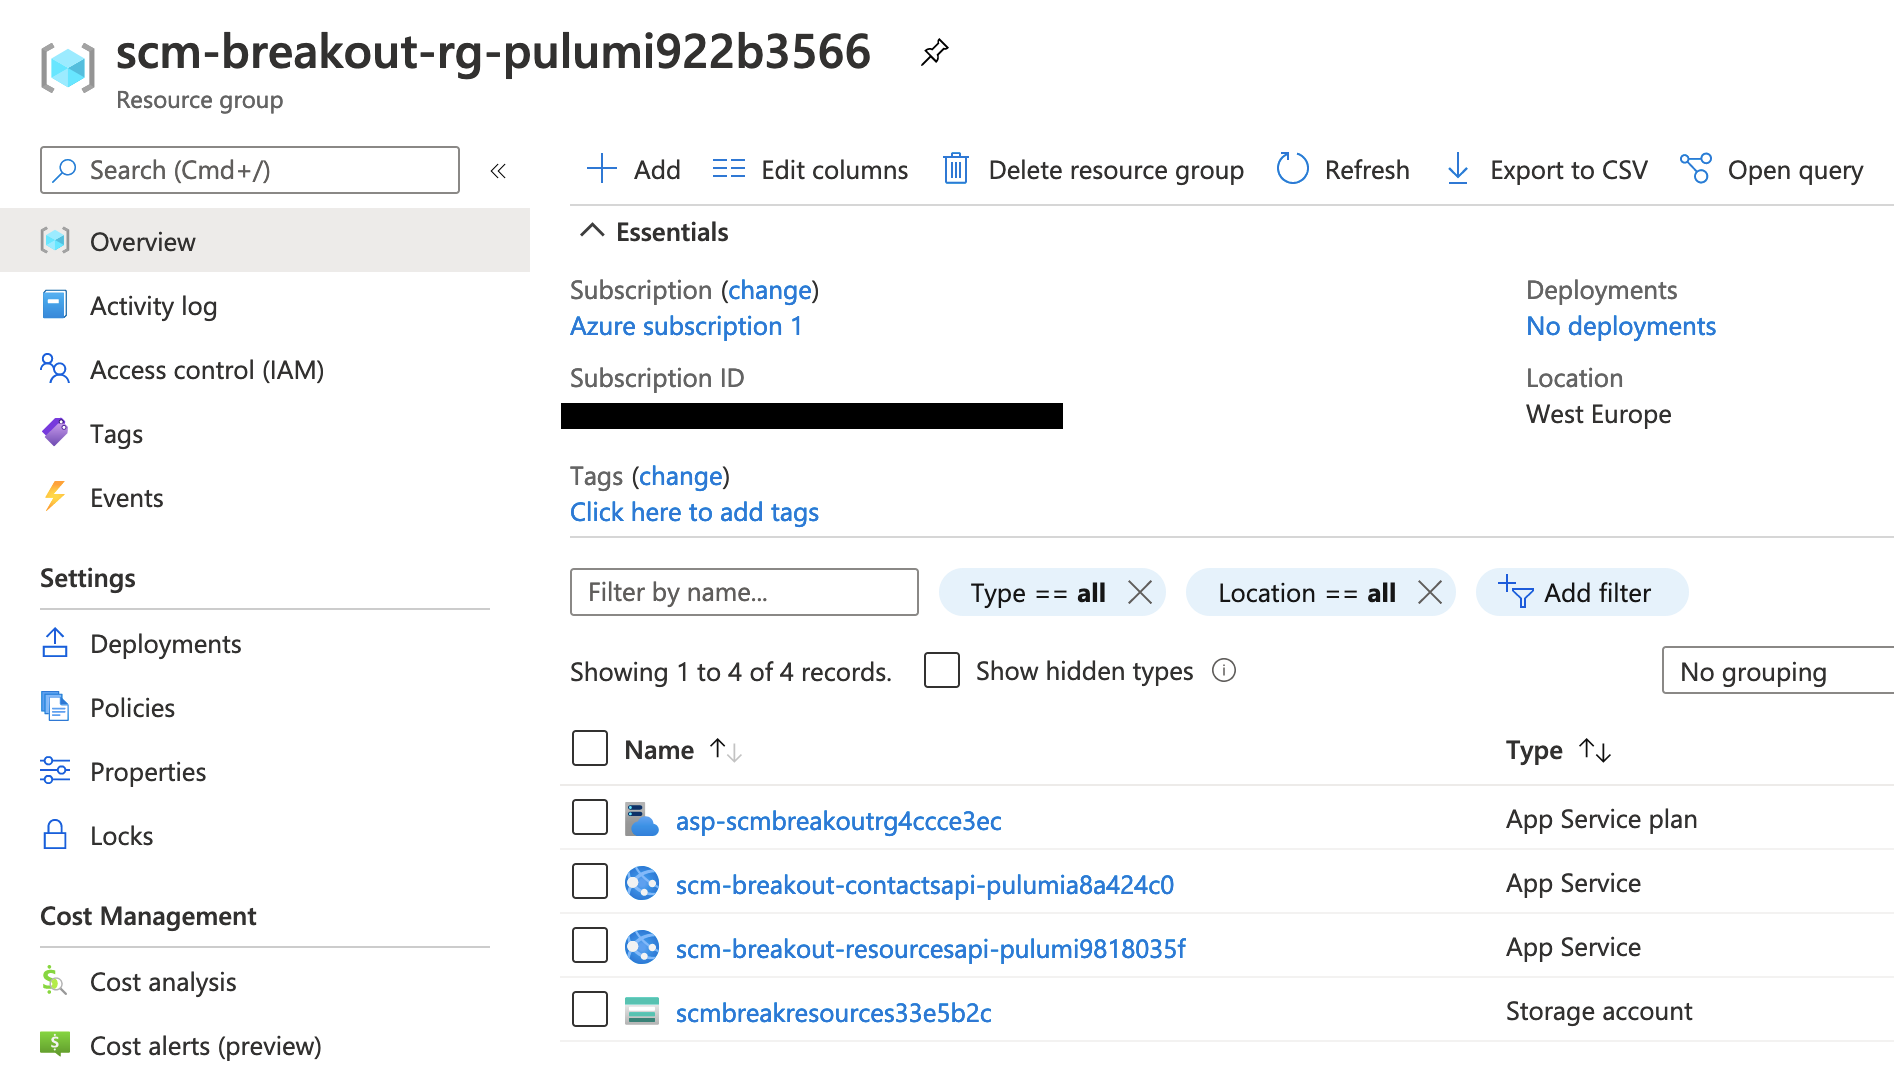 scm-breakout-rg-pulumi922b3566
Resource group
Search (Cmd+/)
«
Add
Edit columns
Delete resource group
Refresh
Export to CSV
Open query
Overview
Activity log
Access control (IAM)
Tags
Events
Settings
Deployments
Policies
Properties
Locks
Cost Management
Cost analysis
Cost alerts (preview)
Essentials
Subscription (change)
Azure subscription 1
Subscription ID
Tags (change)
Click here to add tags
Deployments
No deployments
Location
West Europe
Filter by name...
Type == all
Location == all
Add filter
Showing 1 to 4 of 4 records.
Show hidden types
No grouping
Name
Type
asp-scmbreakoutrg4ccce3ec
App Service plan
scm-breakout-contactsapi-pulumia8a424c0
App Service
scm-breakout-resourcesapi-pulumi9818035f
App Service
scmbreakresources33e5b2c
Storage account